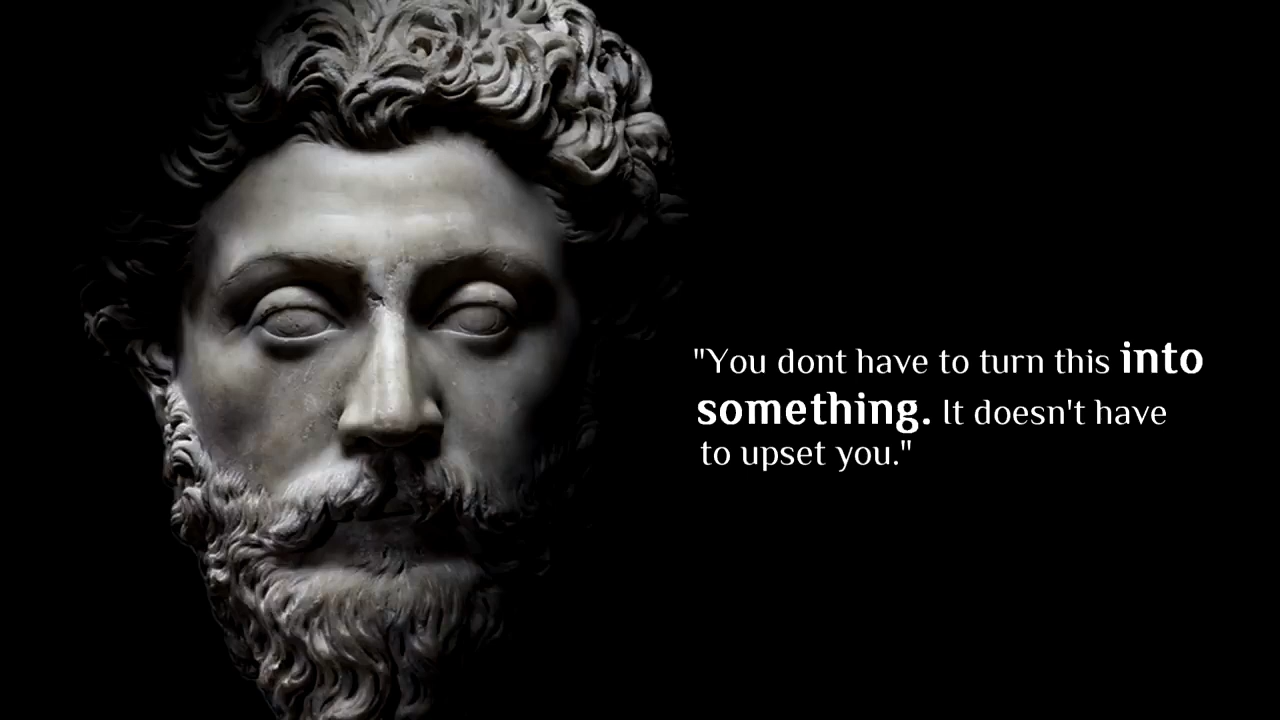 "You dont have to turn this into
something. It doesn't have
to upset you."